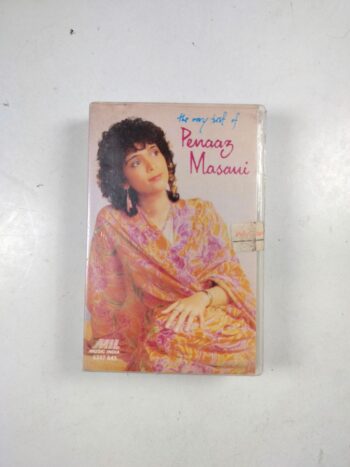 the very best of
Penaaz
Masani
MIL
MUSIC INDIA